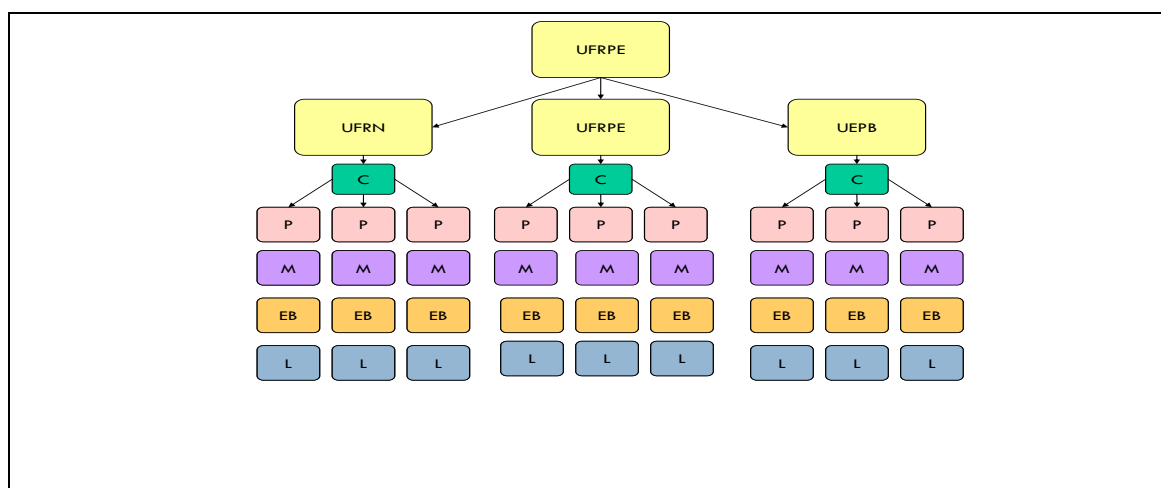 UFRPE
UFRN UFRPE UEPB
C C C
P P P P P P P P P
M M M M M M M M M
EB EB EB EB EB EB EB EB EB
L L L L L L L L L